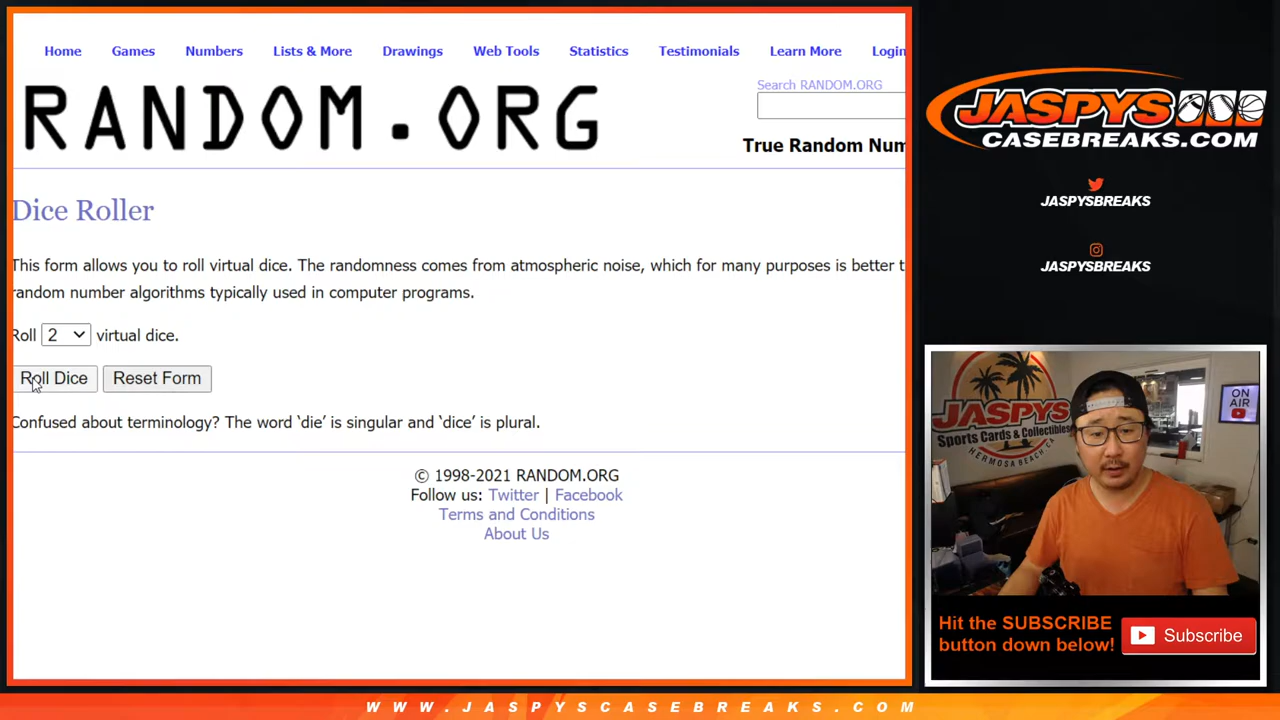 Home Games Numbers Lists & More Drawings Web Tools Statistics Testimonials Learn More Login
RANDOM.ORG
Search RANDOM.ORG
True Random Num
Dice Roller
This form allows you to roll virtual dice. The randomness comes from atmospheric noise, which for many purposes is better t
random number algorithms typically used in computer programs.
Roll 2 virtual dice.
Roll Dice Reset Form
Confused about terminology? The word ‘die’ is singular and ‘dice’ is plural.
© 1998-2021 RANDOM.ORG
Follow us: Twitter | Facebook
Terms and Conditions
About Us
JASPYS
CASEBREAKS.COM
JASPYSBREAKS
JASPYSBREAKS
JASPYS
Sports Cards & Collectibles
HERMOSA BEACH, CA
ON
AIR
Hit the SUBSCRIBE
button down below!
Subscribe
WWW.JASPYSCASEBREAKS.COM